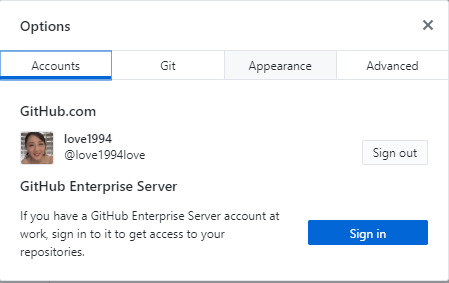 Options
Accounts
Git
Appearance
Advanced
GitHub.com
love1994
@love1994love
Sign out
GitHub Enterprise Server
If you have a GitHub Enterprise Server account at
work, sign in to it to get access to your
repositories.
Sign in